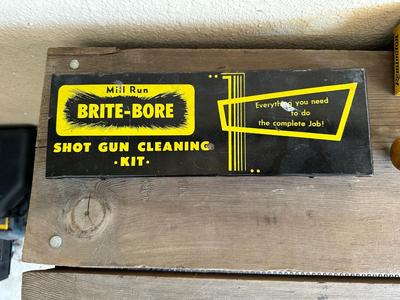 Mill Run
BRITE-BORE
SHOT GUN CLEANING
·KIT·
Everything you need
to do
the complete Job!